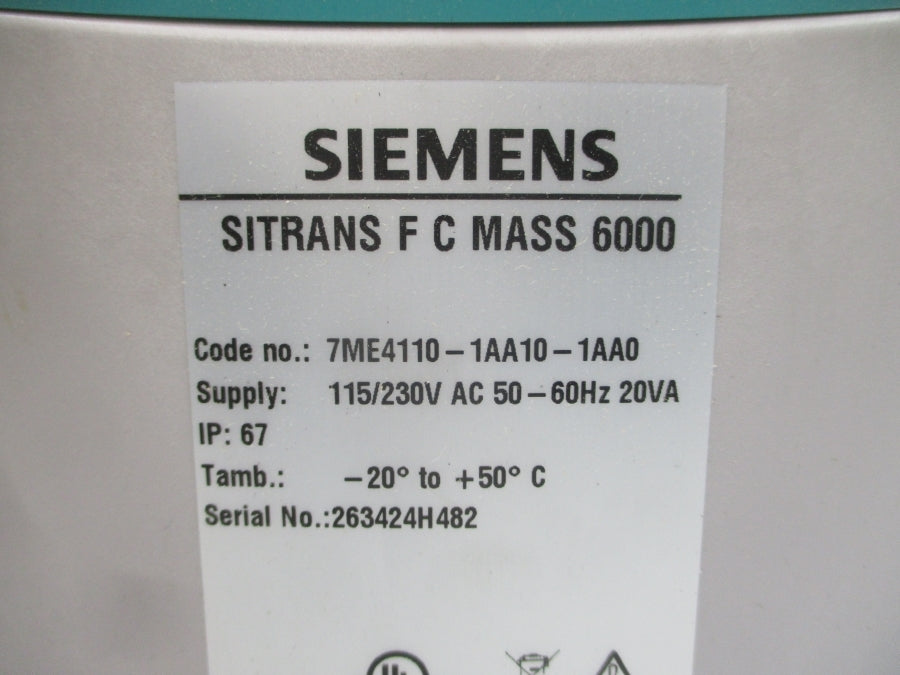 SIEMENS
SITRANS F C MASS 6000
Code no.: 7ME4110-1AA10-1AA0
Supply: 115/230V AC 50-60Hz 20VA
IP: 67
Tamb.: -20° to +50° C
Serial No.:263424H482